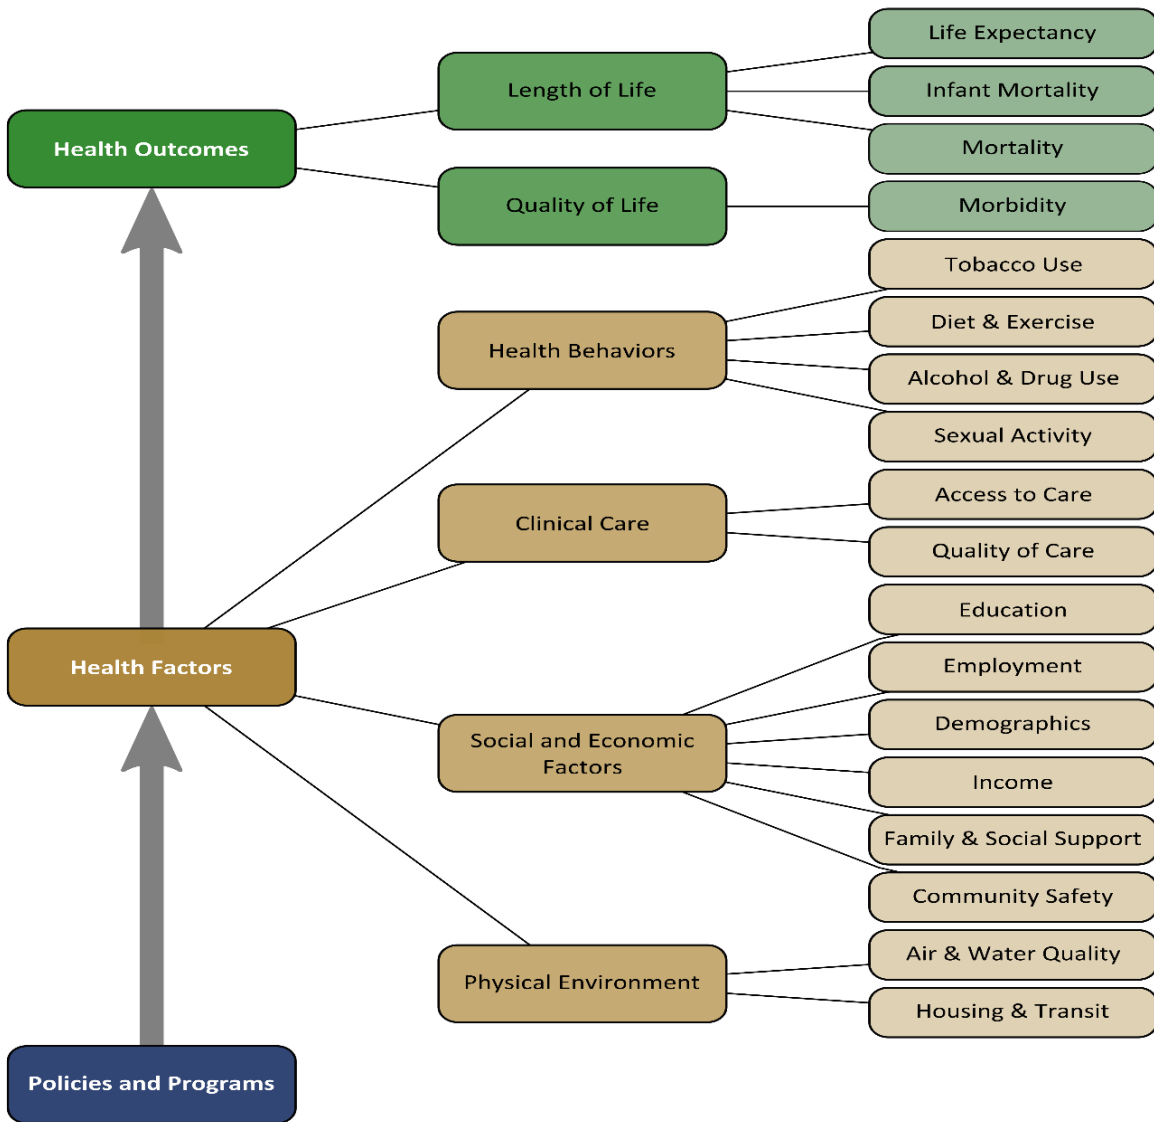 Health Outcomes
Length of Life
Life Expectancy
Infant Mortality
Mortality
Quality of Life
Morbidity
Health Factors
Health Behaviors
Tobacco Use
Diet & Exercise
Alcohol & Drug Use
Sexual Activity
Clinical Care
Access to Care
Quality of Care
Social and Economic
Factors
Education
Employment
Demographics
Income
Family & Social Support
Community Safety
Physical Environment
Air & Water Quality
Housing & Transit
Policies and Programs